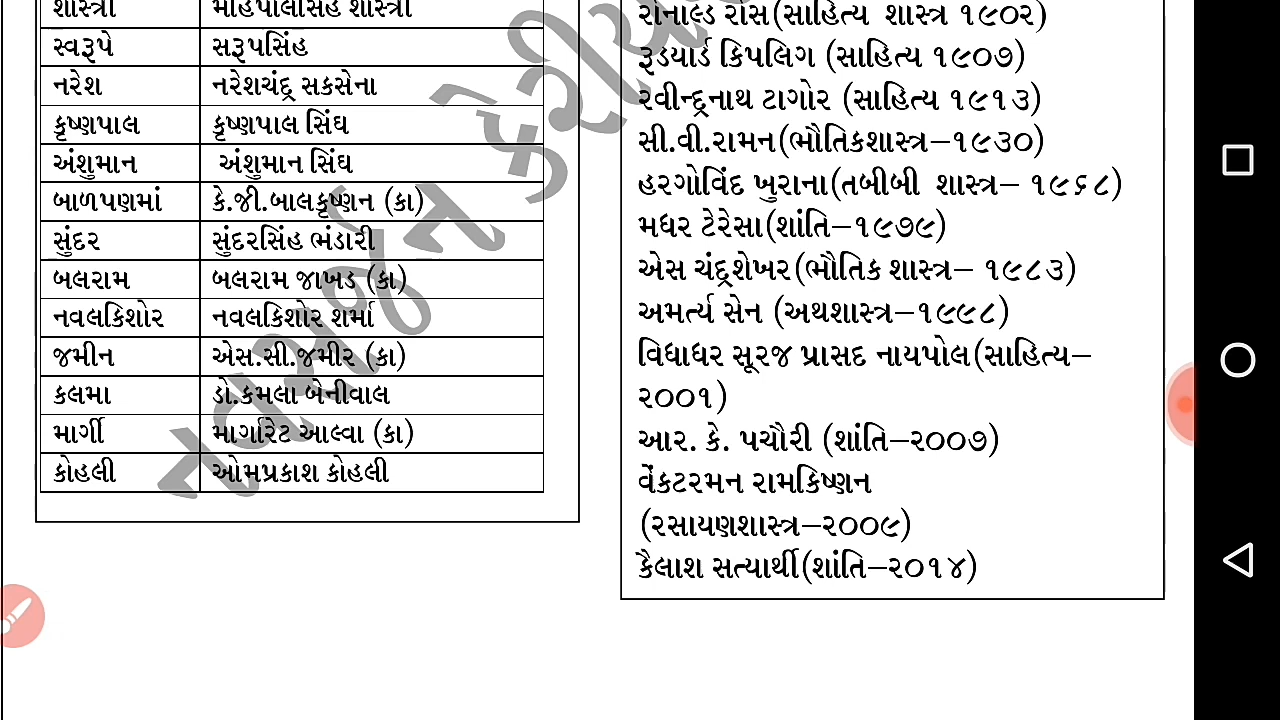 શાસ્ત્રી મહિપાલસિંહ શાસ્ત્રી
સ્વરૂપે સરૂપસિંહ
નરેશ નરેશચંદ્ર સકસેના
કૃષ્ણપાલ કૃષ્ણપાલ સિંઘ
અંશુમાન અંશુમાન સિંઘ
બાળપણમાં કે.જી.બાલકૃષ્ણન (કા)
સુંદર સુંદરસિંહ ભંડારી
બલરામ બલરામ જાખડ (કા)
નવલકિશોર નવલકિશોર શર્મા
જમીન એસ.સી.જમીર (કા)
કલમા ડો.કમલા બેનીવાલ
માર્ગી માર્ગારેટ આલ્વા (કા)
કોહલી ઓમપ્રકાશ કોહલી
રોનાલ્ડ રોસ(સાહિત્ય શાસ્ત્ર ૧૯૦૨)
રૂડયાર્ડ કિપલિગ (સાહિત્ય ૧૯૦૭)
રવીન્દ્રનાથ ટાગોર (સાહિત્ય ૧૯૧૩)
સી.વી.રામન(ભૌતિકશાસ્ત્ર–૧૯૩૦)
હરગોવિંદ ખુરાના(તબીબી શાસ્ત્ર– ૧૯૬૮)
મધર ટેરેસા(શાંતિ–૧૯૭૯)
એસ ચંદ્રશેખર(ભૌતિક શાસ્ત્ર– ૧૯૮૩)
અમર્ત્ય સેન (અથશાસ્ત્ર–૧૯૯૮)
વિધાધર સૂરજ પ્રાસદ નાયપોલ(સાહિત્ય–
૨૦૦૧)
આર. કે. પચૌરી (શાંતિ–૨૦૦૭)
વેંકટરમન રામકિષ્ણન
(રસાયણશાસ્ત્ર–૨૦૦૯)
કૈલાશ સત્યાર્થી(શાંતિ–૨૦૧૪)